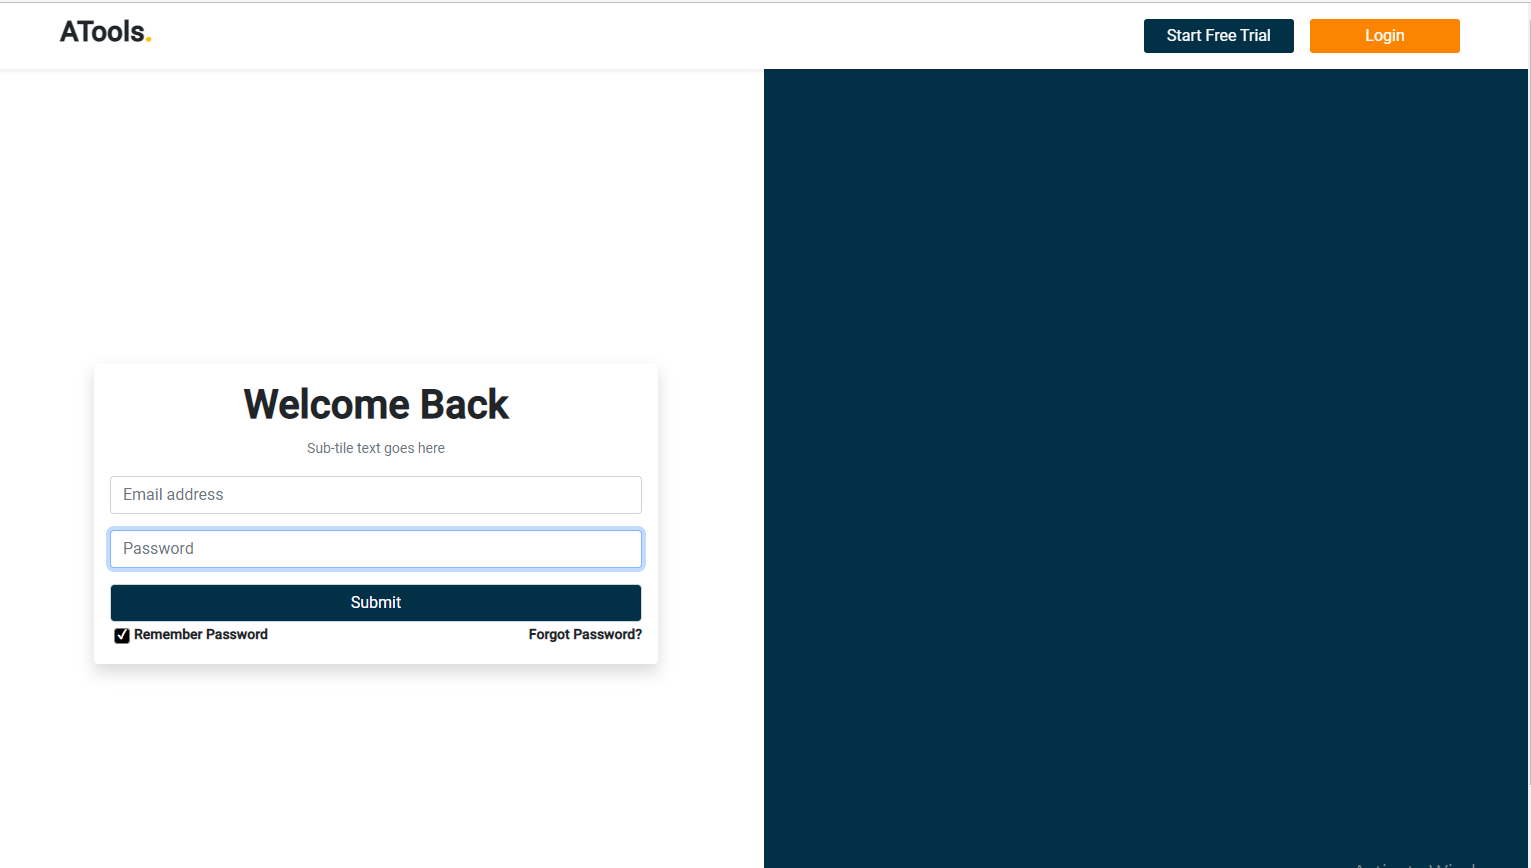 ATools.
Start Free Trial
Login
Welcome Back
Sub-tile text goes here
Email address
Password
Submit
Remember Password
Forgot Password?